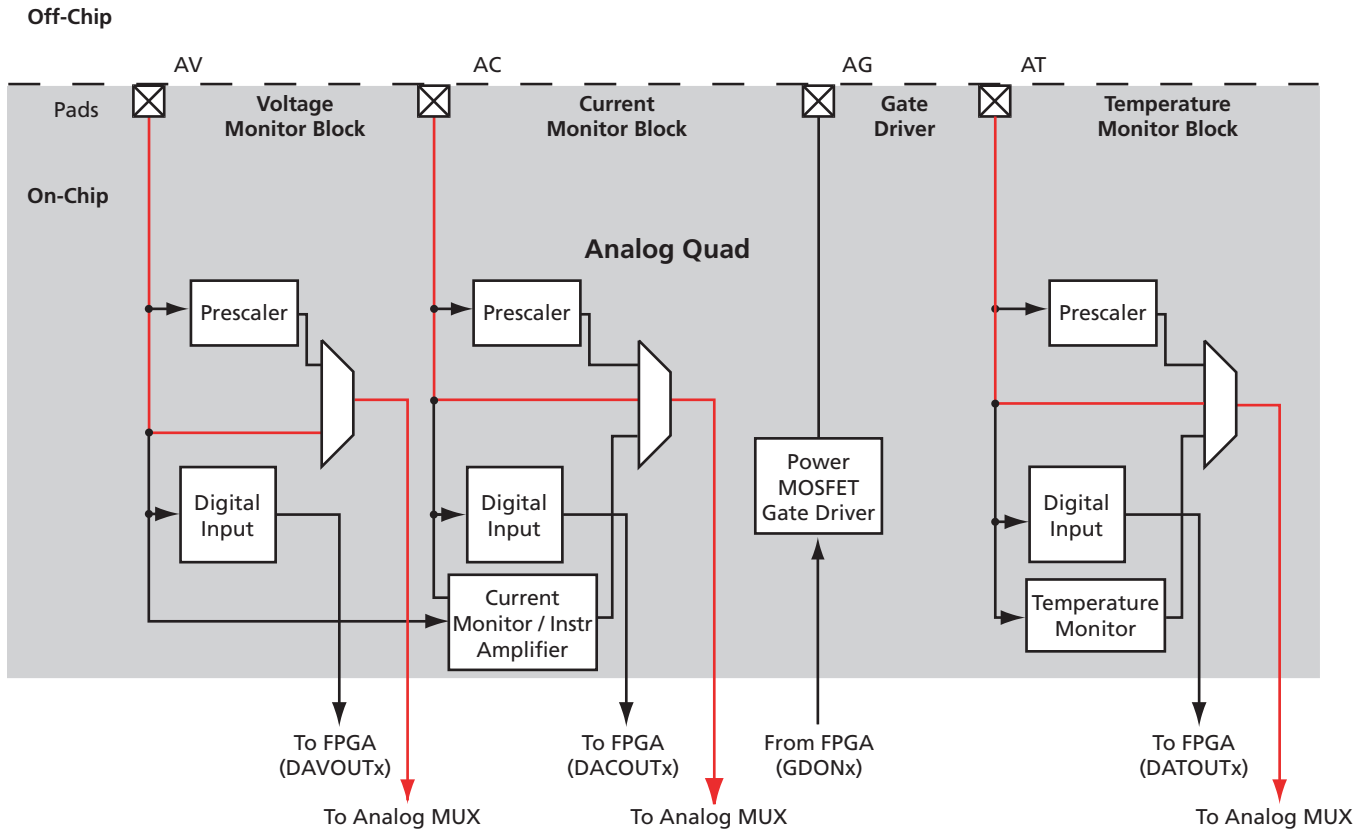 Off-Chip
AV
AC
AG
AT
Pads
Voltage
Monitor Block
Current
Monitor Block
Gate
Driver
Temperature
Monitor Block
On-Chip
Analog Quad
Prescaler
Prescaler
Prescaler
Digital
Input
Digital
Input
Power
MOSFET
Gate Driver
Digital
Input
Current
Monitor / Instr
Amplifier
Temperature
Monitor
To FPGA
(DAVOUTx)
To FPGA
(DACOUTx)
From FPGA
(GDONx)
To FPGA
(DATOUTx)
To Analog MUX
To Analog MUX
To Analog MUX